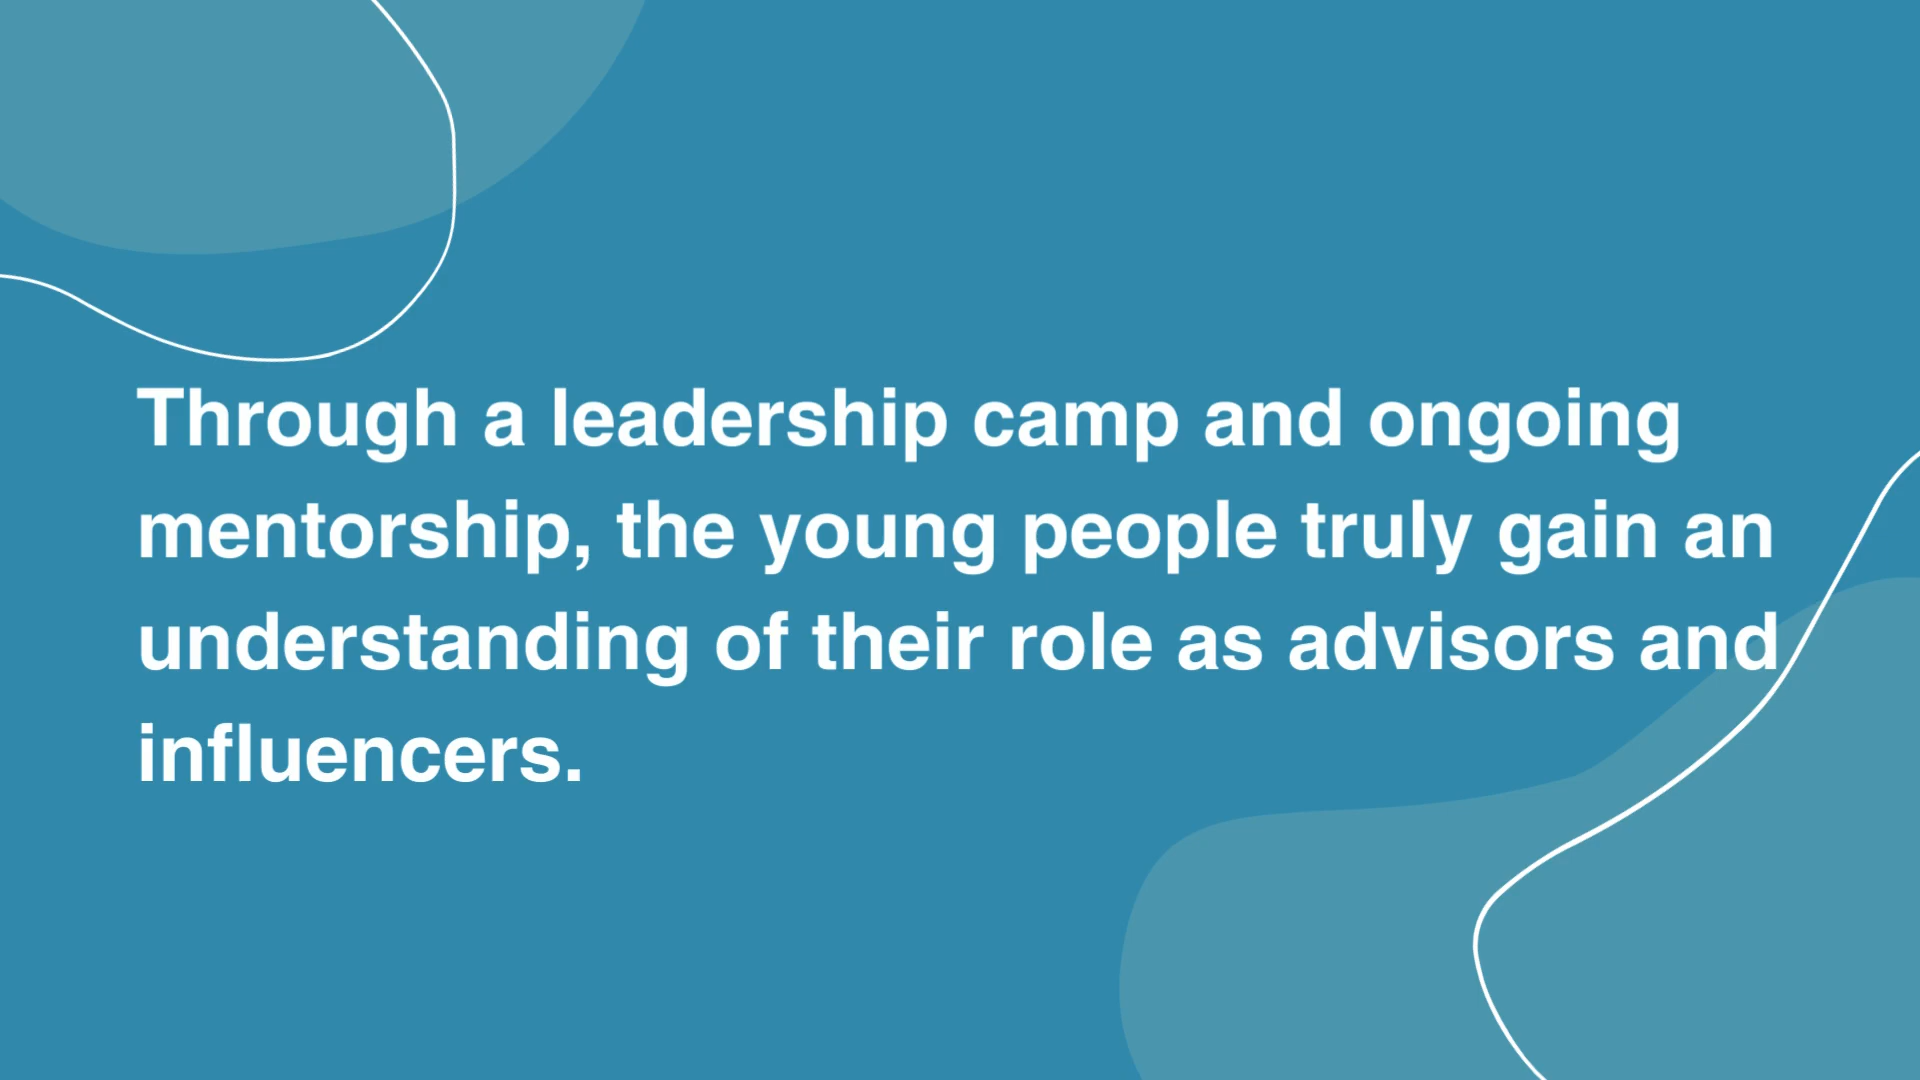 Through a leadership camp and ongoing
mentorship, the young people truly gain an
understanding of their role as advisors and
influencers.